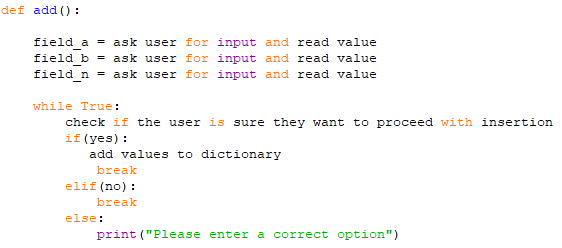 def add():
field_a = ask user for input and read value
field_b = ask user for input and read value
field_n = ask user for input and read value
while True:
check if the user is sure they want to proceed with insertion
if(yes):
add values to dictionary
break
elif(no):
break
else:
print("Please enter a correct option")